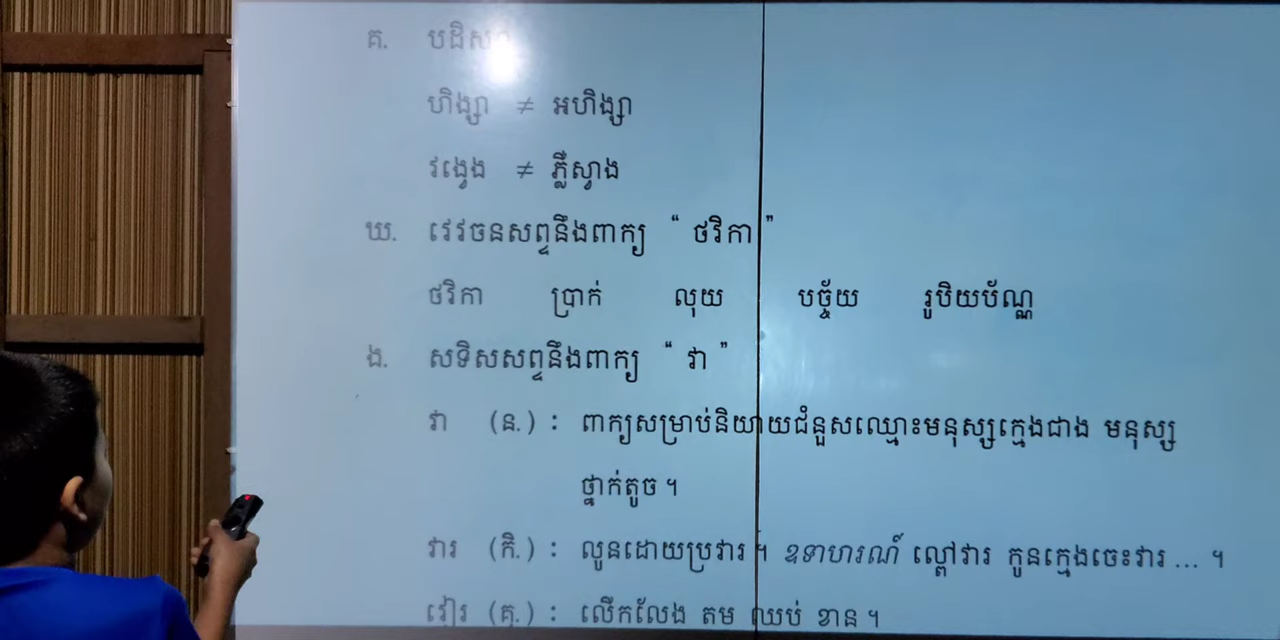 គ. បដិសព្ទ
ហិង្សា ≠ អហិង្សា
វង្វេង ≠ ភ្លឺស្វាង
ឃ. វេវចនសព្ទនឹងពាក្យ “ ថវិកា ”
ថវិកា ប្រាក់ លុយ បច្ច័យ រូបិយប័ណ្ណ
ង. សទិសសព្ទនឹងពាក្យ “ វា ”
វា (ន.) : ពាក្យសម្រាប់និយាយជំនួសឈ្មោះមនុស្សក្មេងជាង មនុស្ស
ថ្នាក់តូច ។
វារ (កិ.) : លូនដោយប្រវារ ។ ឧទាហរណ៍ ល្ពៅវារ កូនក្មេងចេះវារ ... ។
វៀរ (គុ.) : លើកលែង តម ឈប់ ខាន ។